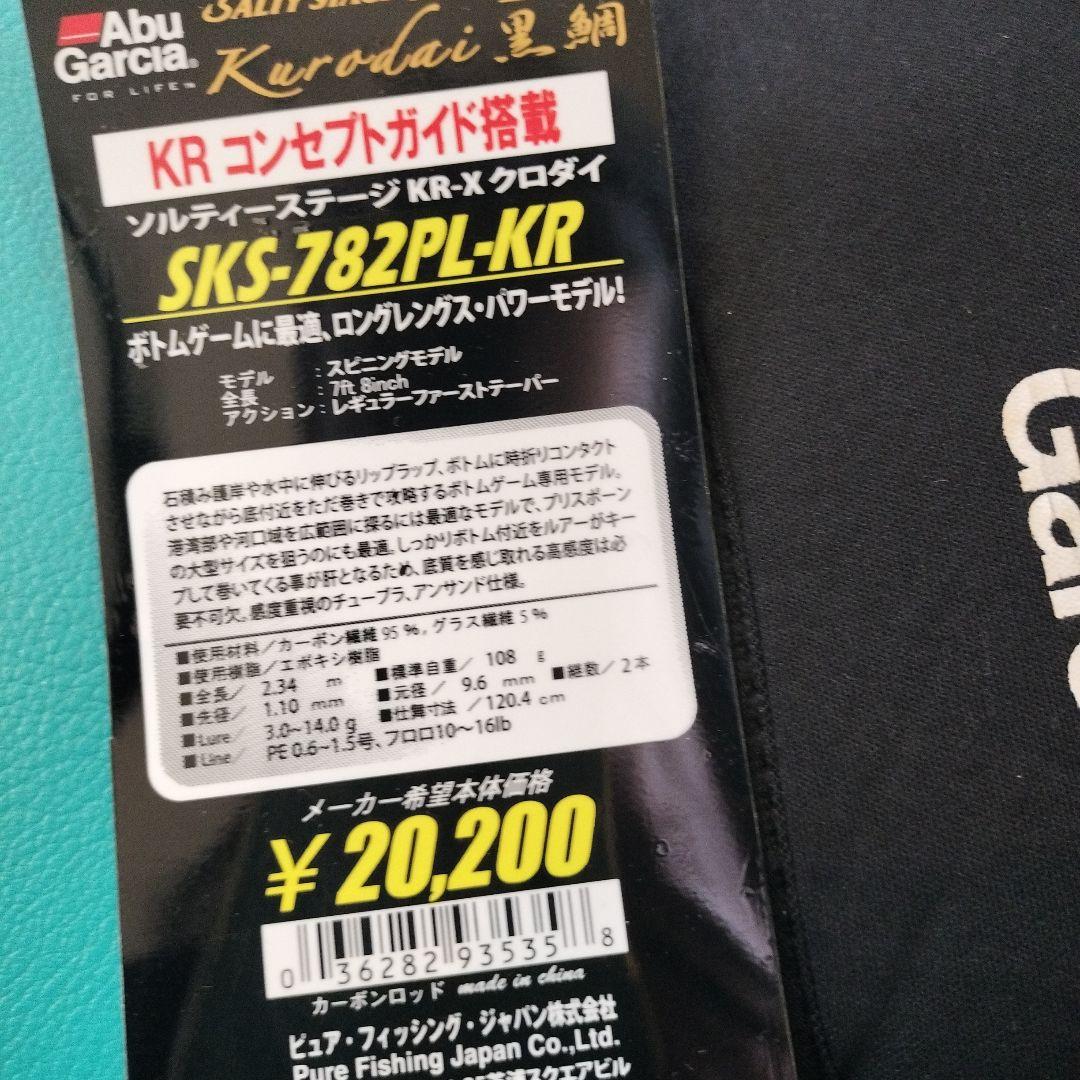 Abu
Garcia®
FOR LIFE™
SALTY STAGE
Kurodai 黒鯛
KR コンセプトガイド搭載
ソルティーステージ KR-X クロダイ
SKS-782PL-KR
ボトムゲームに最適、ロングレングス・パワーモデル!
モデル : スピニングモデル
全長 : 7ft 8inch
アクション : レギュラーファーストテーパー
石積み護岸や水中に伸びるリップラップ、ボトムに時折りコンタクト
させながら底付近をただ巻きで攻略するボトムゲーム専用モデル。
港湾部や河口域を広範囲に探るには最適なモデルで、プリスポーン
の大型サイズを狙うのにも最適。しっかりボトム付近をルアーがキー
プして巻いてくる事が肝となるため、底質を感じ取れる高感度は必
要不可欠。感度重視のチューブラ、アンサンド仕様。
■使用材料/カーボン繊維 95 %, グラス繊維 5 %
■使用樹脂/エポキシ樹脂
■全長/ 2.34 m ■標準自重/ 108 g
■先径/ 1.10 mm ■元径/ 9.6 mm ■継数/ 2 本
■Lure/ 3.0~14.0 g ■仕舞寸法 /120.4 cm
■Line/ PE 0.6~1.5号、フロロ10~16lb
メーカー希望本体価格
¥20,200
0 36282 93535 8
カーボンロッド made in china
ピュア・フィッシング・ジャパン株式会社
Pure Fishing Japan Co.,Ltd.
スクエアビル
Garc